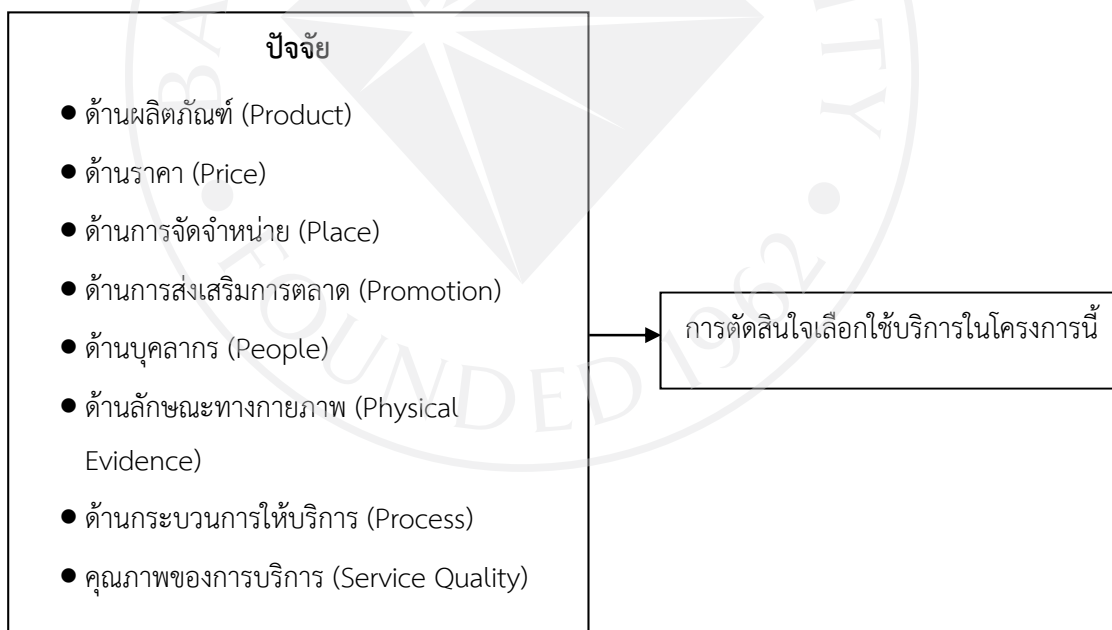 ปัจจัย
● ด้านผลิตภัณฑ์ (Product)
● ด้านราคา (Price)
● ด้านการจัดจำหน่าย (Place)
● ด้านการส่งเสริมการตลาด (Promotion)
● ด้านบุคลากร (People)
● ด้านลักษณะทางกายภาพ (Physical
Evidence)
● ด้านกระบวนการให้บริการ (Process)
● คุณภาพของการบริการ (Service Quality)
การตัดสินใจเลือกใช้บริการในโครงการนี้
BA
ITY
FOUNDED 1962